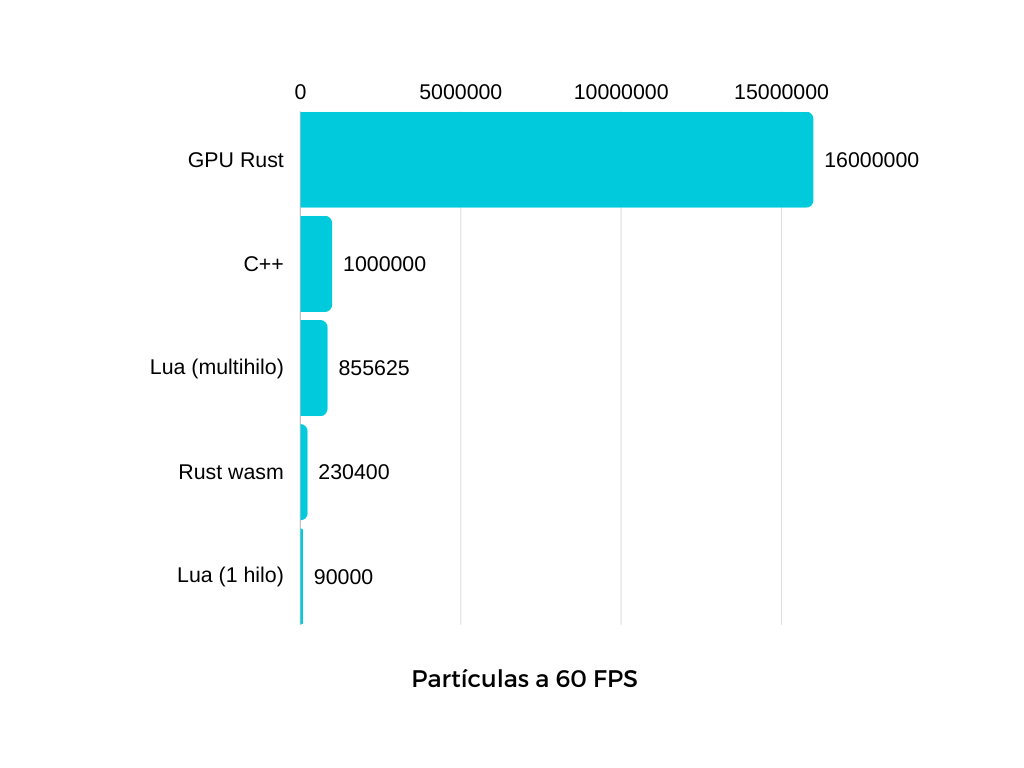 0 5000000 10000000 15000000
GPU Rust 16000000
C++ 1000000
Lua (multihilo) 855625
Rust wasm 230400
Lua (1 hilo) 90000
Partículas a 60 FPS